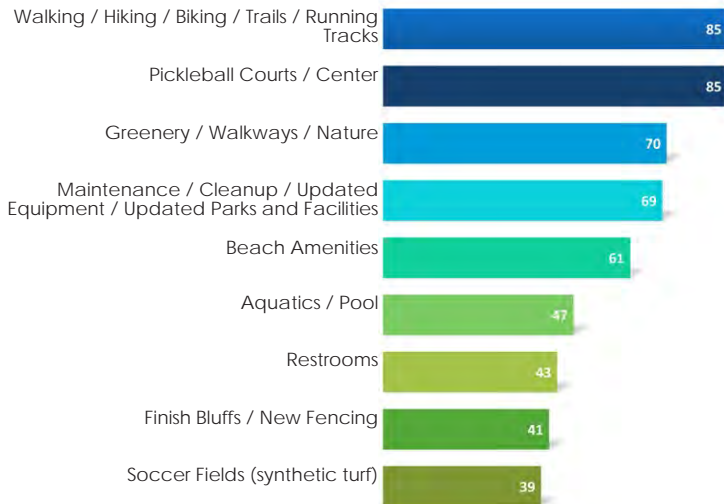 Walking / Hiking / Biking / Trails / Running
Tracks
85
Pickleball Courts / Center
85
Greenery / Walkways / Nature
70
Maintenance / Cleanup / Updated
Equipment / Updated Parks and Facilities
69
Beach Amenities
61
Aquatics / Pool
47
Restrooms
43
Finish Bluffs / New Fencing
41
Soccer Fields (synthetic turf)
39